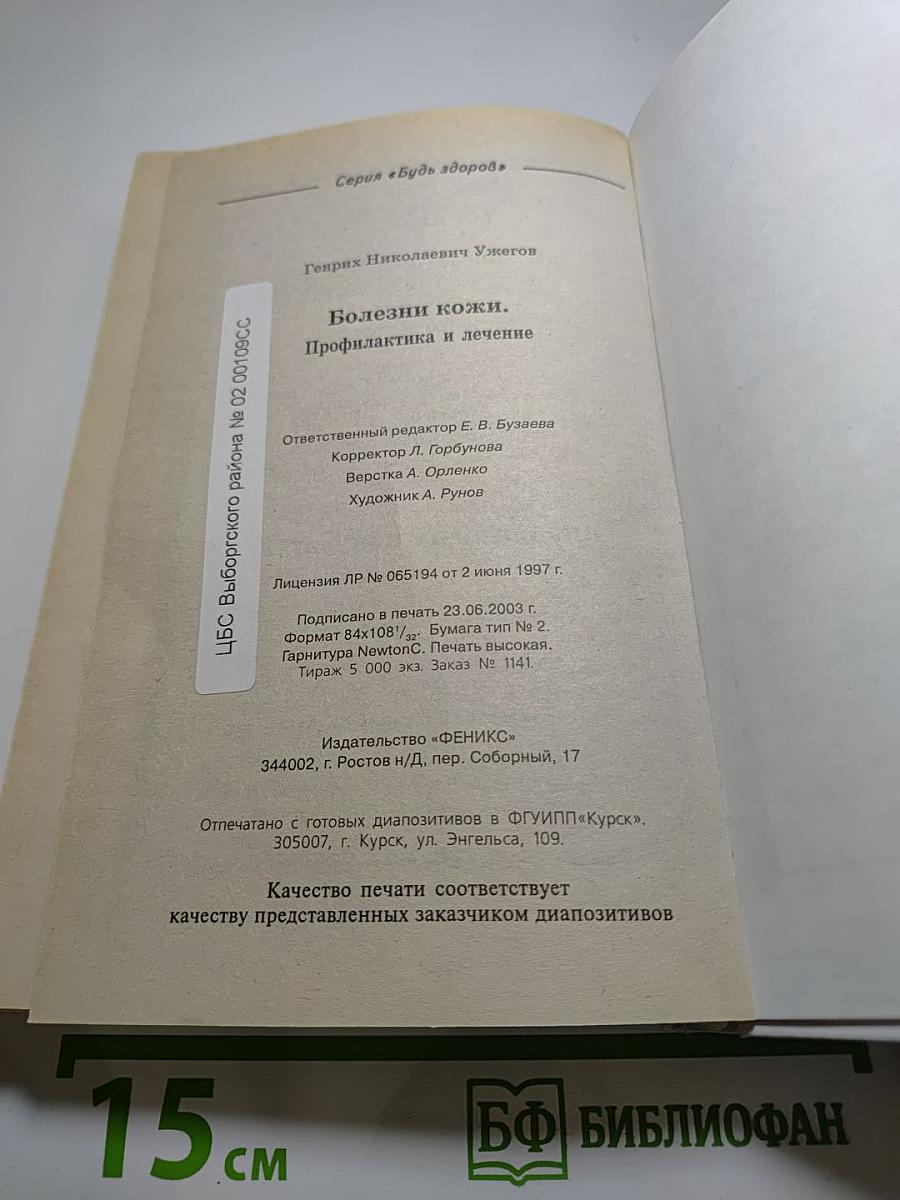 Серия «Будь здоров»
Генрих Николаевич Ужегов
Болезни кожи.
Профилактика и лечение
ЦБС Выборгского района № 02 00109СС
Ответственный редактор Е. В. Бузаева
Корректор Л. Горбунова
Верстка А. Орленко
Художник А. Рунов
Лицензия ЛР № 065194 от 2 июня 1997 г.
Подписано в печать 23.06.2003 г.
Формат 84х108¹/₃₂. Бумага тип № 2.
Гарнитура NewtonC. Печать высокая.
Тираж 5 000 экз. Заказ № 1141.
Издательство «ФЕНИКС»
344002, г. Ростов н/Д, пер. Соборный, 17
Отпечатано с готовых диапозитивов в ФГУИПП«Курск».
305007, г. Курск, ул. Энгельса, 109.
Качество печати соответствует
качеству представленных заказчиком диапозитивов
15 см
БФ БИБЛИОФАН